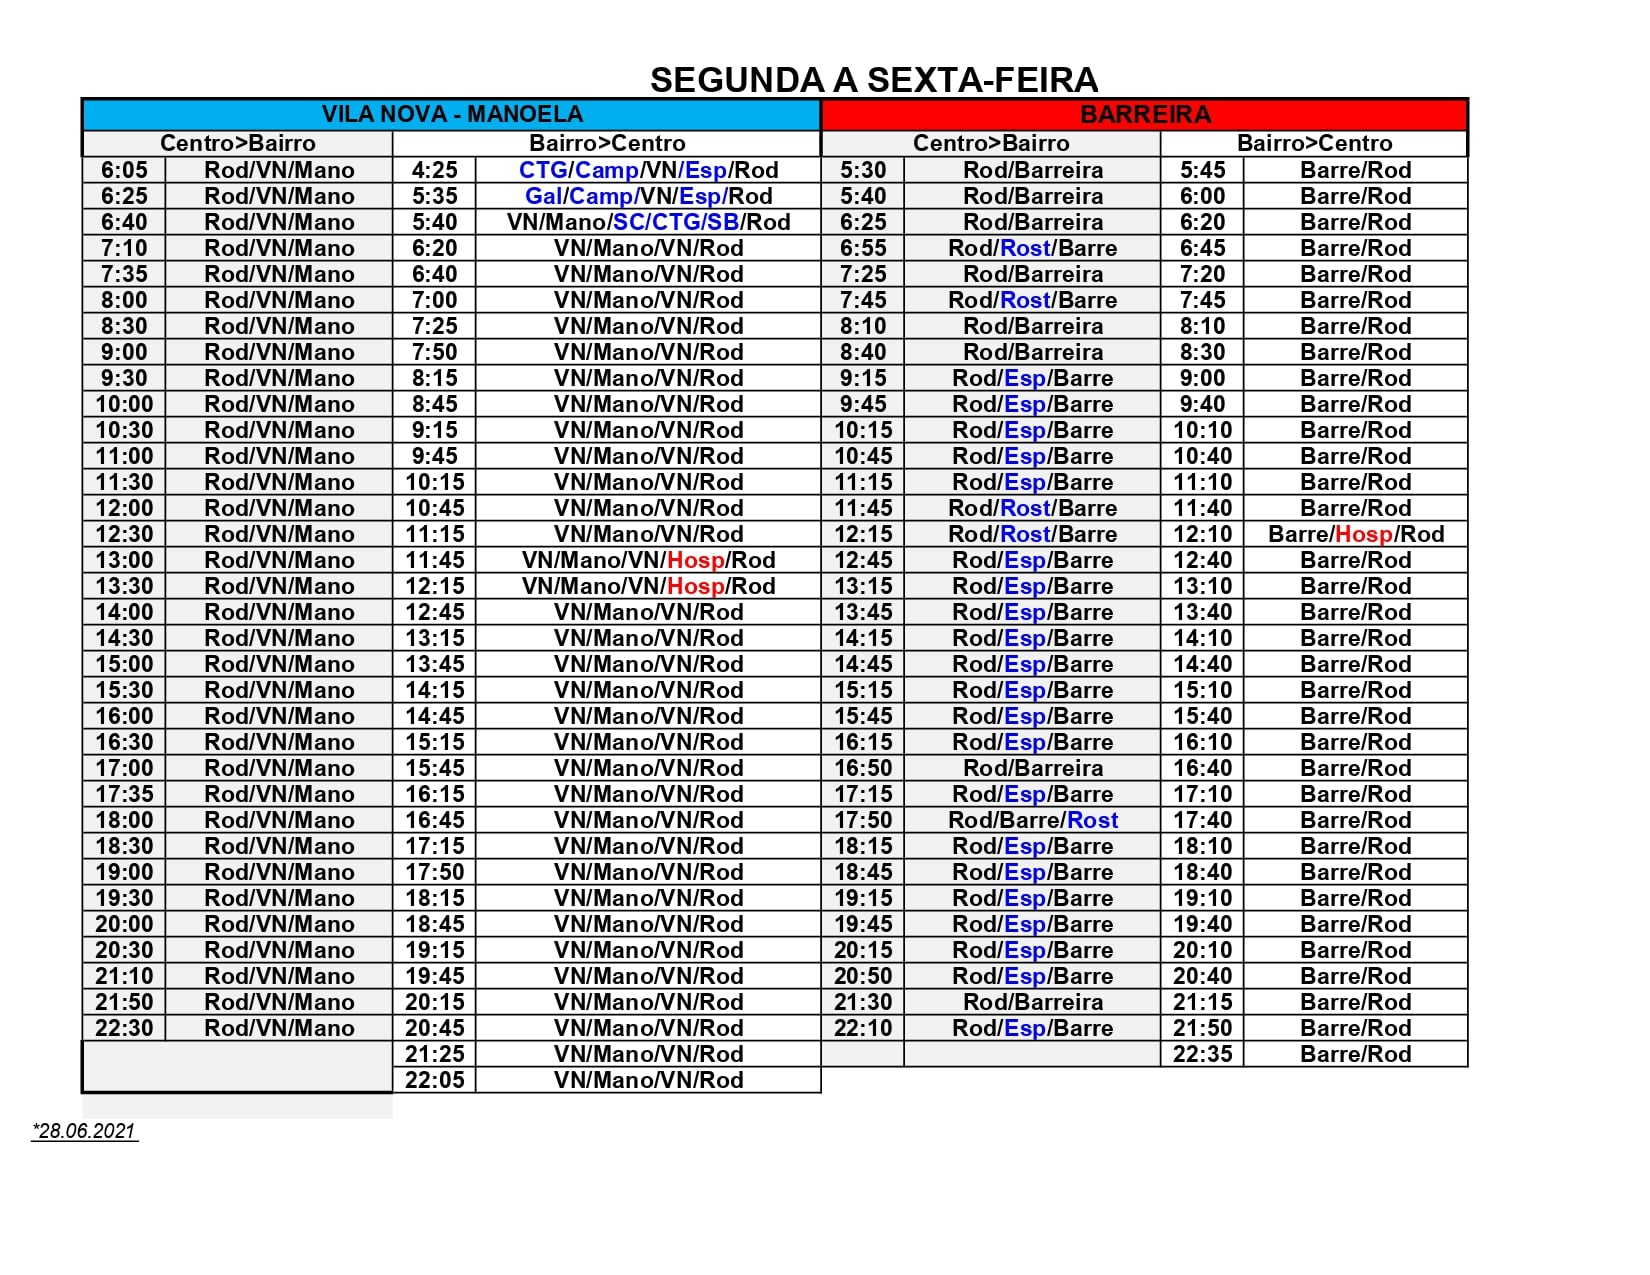 SEGUNDA A SEXTA-FEIRA
VILA NOVA - MANOELA BARREIRA
Centro>Bairro Bairro>Centro Centro>Bairro Bairro>Centro
6:05 Rod/VN/Mano 4:25 CTG/Camp/VN/Esp/Rod 5:30 Rod/Barreira 5:45 Barre/Rod
6:25 Rod/VN/Mano 5:35 Gal/Camp/VN/Esp/Rod 5:40 Rod/Barreira 6:00 Barre/Rod
6:40 Rod/VN/Mano 5:40 VN/Mano/SC/CTG/SB/Rod 6:25 Rod/Barreira 6:20 Barre/Rod
7:10 Rod/VN/Mano 6:20 VN/Mano/VN/Rod 6:55 Rod/Rost/Barre 6:45 Barre/Rod
7:35 Rod/VN/Mano 6:40 VN/Mano/VN/Rod 7:25 Rod/Barreira 7:20 Barre/Rod
8:00 Rod/VN/Mano 7:00 VN/Mano/VN/Rod 7:45 Rod/Rost/Barre 7:45 Barre/Rod
8:30 Rod/VN/Mano 7:25 VN/Mano/VN/Rod 8:10 Rod/Barreira 8:10 Barre/Rod
9:00 Rod/VN/Mano 7:50 VN/Mano/VN/Rod 8:40 Rod/Barreira 8:30 Barre/Rod
9:30 Rod/VN/Mano 8:15 VN/Mano/VN/Rod 9:15 Rod/Esp/Barre 9:00 Barre/Rod
10:00 Rod/VN/Mano 8:45 VN/Mano/VN/Rod 9:45 Rod/Esp/Barre 9:40 Barre/Rod
10:30 Rod/VN/Mano 9:15 VN/Mano/VN/Rod 10:15 Rod/Esp/Barre 10:10 Barre/Rod
11:00 Rod/VN/Mano 9:45 VN/Mano/VN/Rod 10:45 Rod/Esp/Barre 10:40 Barre/Rod
11:30 Rod/VN/Mano 10:15 VN/Mano/VN/Rod 11:15 Rod/Esp/Barre 11:10 Barre/Rod
12:00 Rod/VN/Mano 10:45 VN/Mano/VN/Rod 11:45 Rod/Rost/Barre 11:40 Barre/Rod
12:30 Rod/VN/Mano 11:15 VN/Mano/VN/Rod 12:15 Rod/Rost/Barre 12:10 Barre/Hosp/Rod
13:00 Rod/VN/Mano 11:45 VN/Mano/VN/Hosp/Rod 12:45 Rod/Esp/Barre 12:40 Barre/Rod
13:30 Rod/VN/Mano 12:15 VN/Mano/VN/Hosp/Rod 13:15 Rod/Esp/Barre 13:10 Barre/Rod
14:00 Rod/VN/Mano 12:45 VN/Mano/VN/Rod 13:45 Rod/Esp/Barre 13:40 Barre/Rod
14:30 Rod/VN/Mano 13:15 VN/Mano/VN/Rod 14:15 Rod/Esp/Barre 14:10 Barre/Rod
15:00 Rod/VN/Mano 13:45 VN/Mano/VN/Rod 14:45 Rod/Esp/Barre 14:40 Barre/Rod
15:30 Rod/VN/Mano 14:15 VN/Mano/VN/Rod 15:15 Rod/Esp/Barre 15:10 Barre/Rod
16:00 Rod/VN/Mano 14:45 VN/Mano/VN/Rod 15:45 Rod/Esp/Barre 15:40 Barre/Rod
16:30 Rod/VN/Mano 15:15 VN/Mano/VN/Rod 16:15 Rod/Esp/Barre 16:10 Barre/Rod
17:00 Rod/VN/Mano 15:45 VN/Mano/VN/Rod 16:50 Rod/Barreira 16:40 Barre/Rod
17:35 Rod/VN/Mano 16:15 VN/Mano/VN/Rod 17:15 Rod/Esp/Barre 17:10 Barre/Rod
18:00 Rod/VN/Mano 16:45 VN/Mano/VN/Rod 17:50 Rod/Barre/Rost 17:40 Barre/Rod
18:30 Rod/VN/Mano 17:15 VN/Mano/VN/Rod 18:15 Rod/Esp/Barre 18:10 Barre/Rod
19:00 Rod/VN/Mano 17:50 VN/Mano/VN/Rod 18:45 Rod/Esp/Barre 18:40 Barre/Rod
19:30 Rod/VN/Mano 18:15 VN/Mano/VN/Rod 19:15 Rod/Esp/Barre 19:10 Barre/Rod
20:00 Rod/VN/Mano 18:45 VN/Mano/VN/Rod 19:45 Rod/Esp/Barre 19:40 Barre/Rod
20:30 Rod/VN/Mano 19:15 VN/Mano/VN/Rod 20:15 Rod/Esp/Barre 20:10 Barre/Rod
21:10 Rod/VN/Mano 19:45 VN/Mano/VN/Rod 20:50 Rod/Esp/Barre 20:40 Barre/Rod
21:50 Rod/VN/Mano 20:15 VN/Mano/VN/Rod 21:30 Rod/Barreira 21:15 Barre/Rod
22:30 Rod/VN/Mano 20:45 VN/Mano/VN/Rod 22:10 Rod/Esp/Barre 21:50 Barre/Rod
21:25 VN/Mano/VN/Rod 22:35 Barre/Rod
22:05 VN/Mano/VN/Rod
*28.06.2021